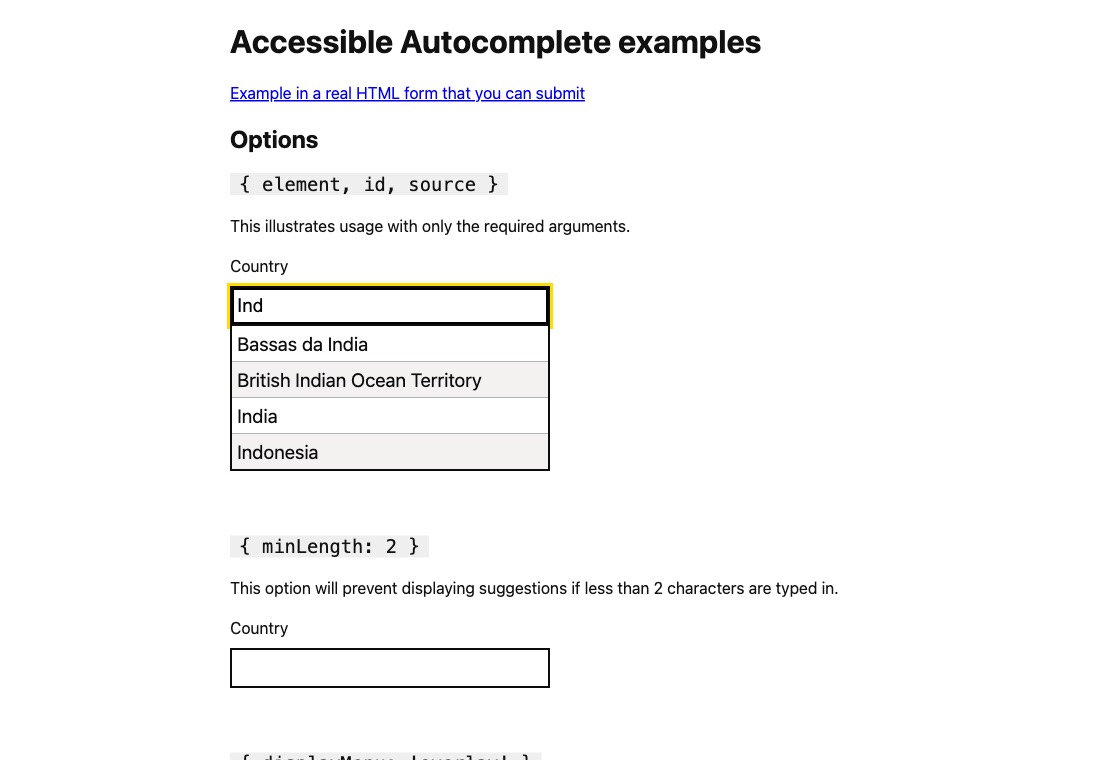 Accessible Autocomplete examples
Example in a real HTML form that you can submit
Options
{ element, id, source }
This illustrates usage with only the required arguments.
Country
Ind
Bassas da India
British Indian Ocean Territory
India
Indonesia
{ minLength: 2 }
This option will prevent displaying suggestions if less than 2 characters are typed in.
Country